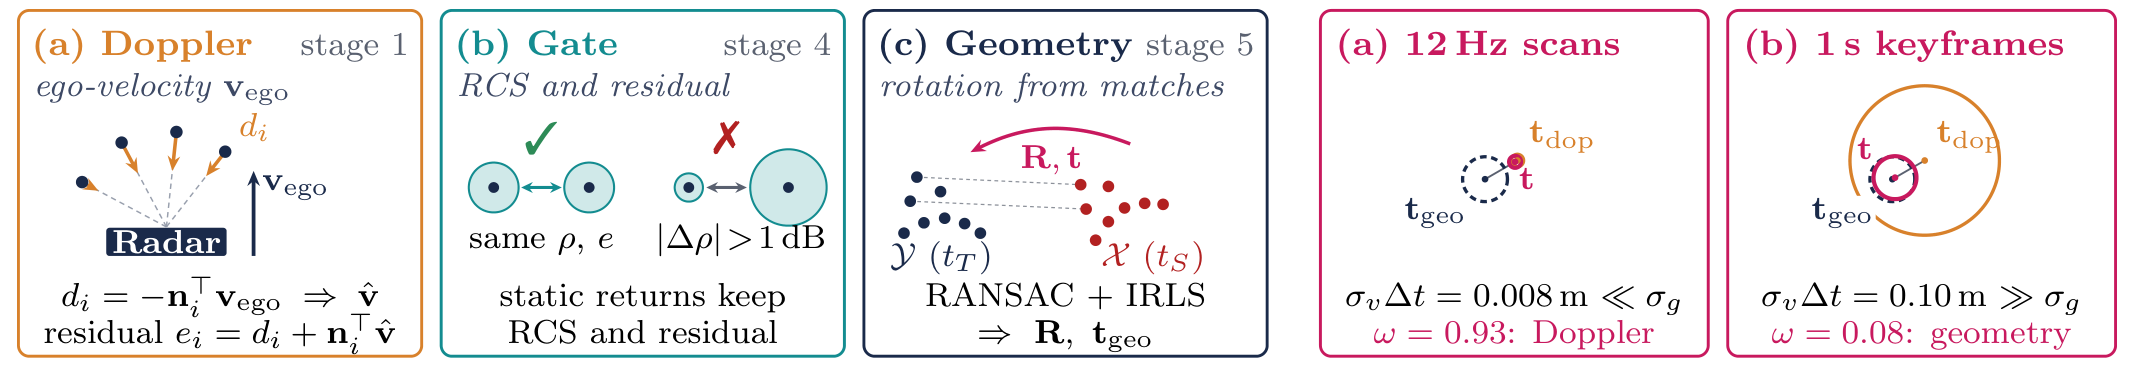 (a) Doppler stage 1
ego-velocity v_ego
d_i
v_ego
Radar
d_i = −n_i^⊤ v_ego ⇒ v̂
residual e_i = d_i + n_i^⊤ v̂
(b) Gate stage 4
RCS and residual
✓ ✗
same ρ, e
|Δρ| > 1 dB
static returns keep
RCS and residual
(c) Geometry stage 5
rotation from matches
R, t
𝒴 (t_T)
𝒳 (t_S)
RANSAC + IRLS
⇒ R, t_geo
(a) 12 Hz scans
t_dop
t
t_geo
σ_v Δt = 0.008 m ≪ σ_g
ω = 0.93: Doppler
(b) 1 s keyframes
t_dop
t
t_geo
σ_v Δt = 0.10 m ≫ σ_g
ω = 0.08: geometry